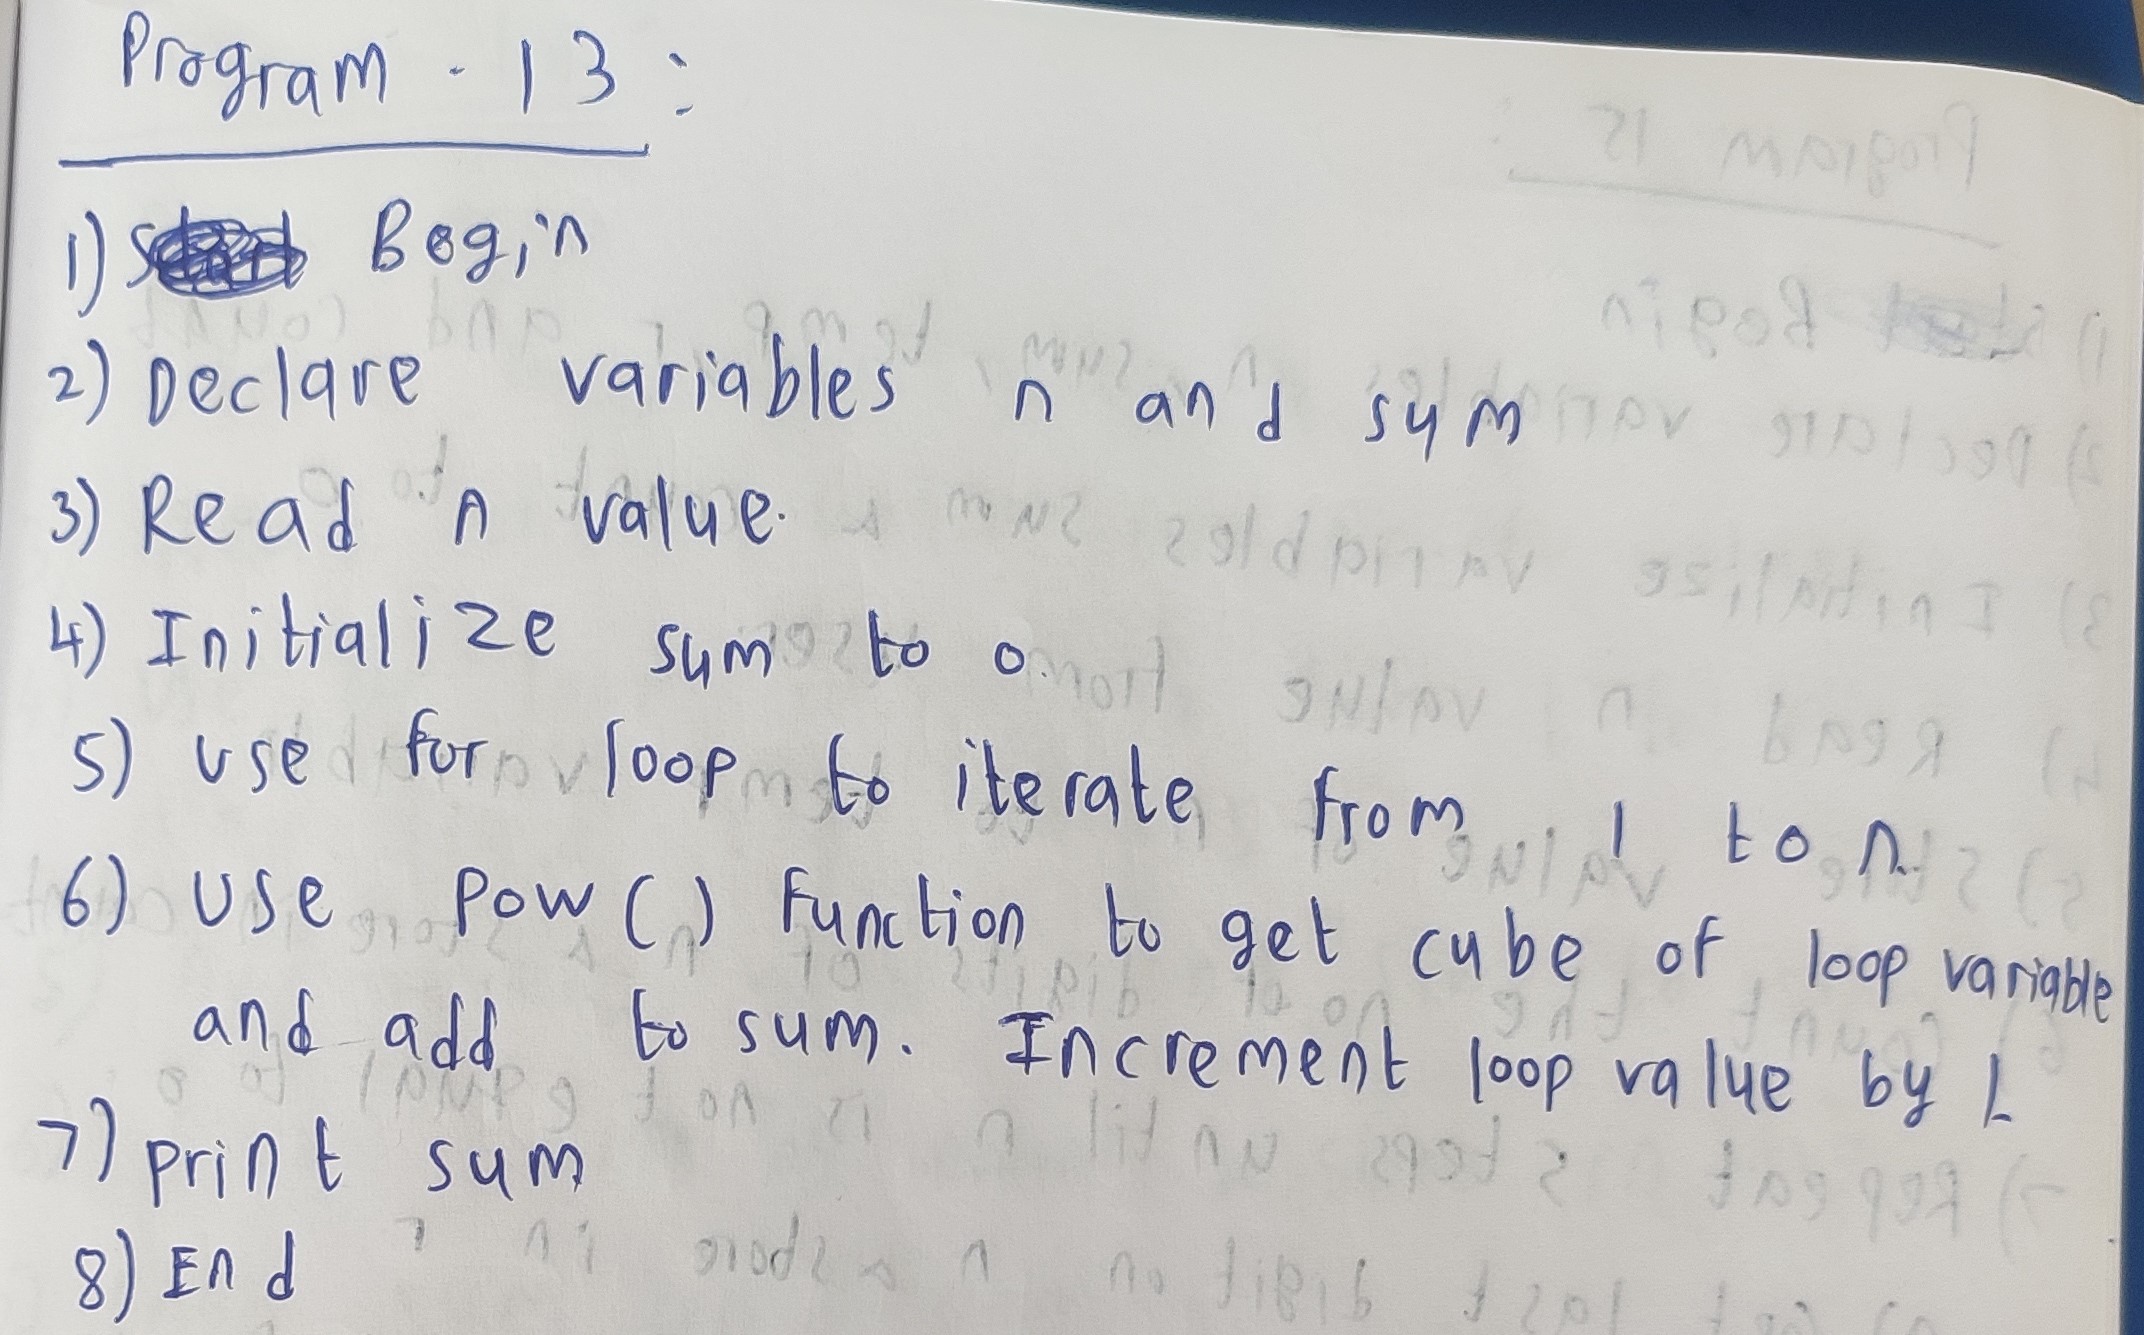 Program - 13 :
1) Begin
2) Declare variables n and sum
3) Read n value.
4) Initialize sum to 0.
5) use for loop to iterate from 1 to n.
6) Use pow () function to get cube of loop variable
and add to sum. Increment loop value by 1
7) print sum
8) End